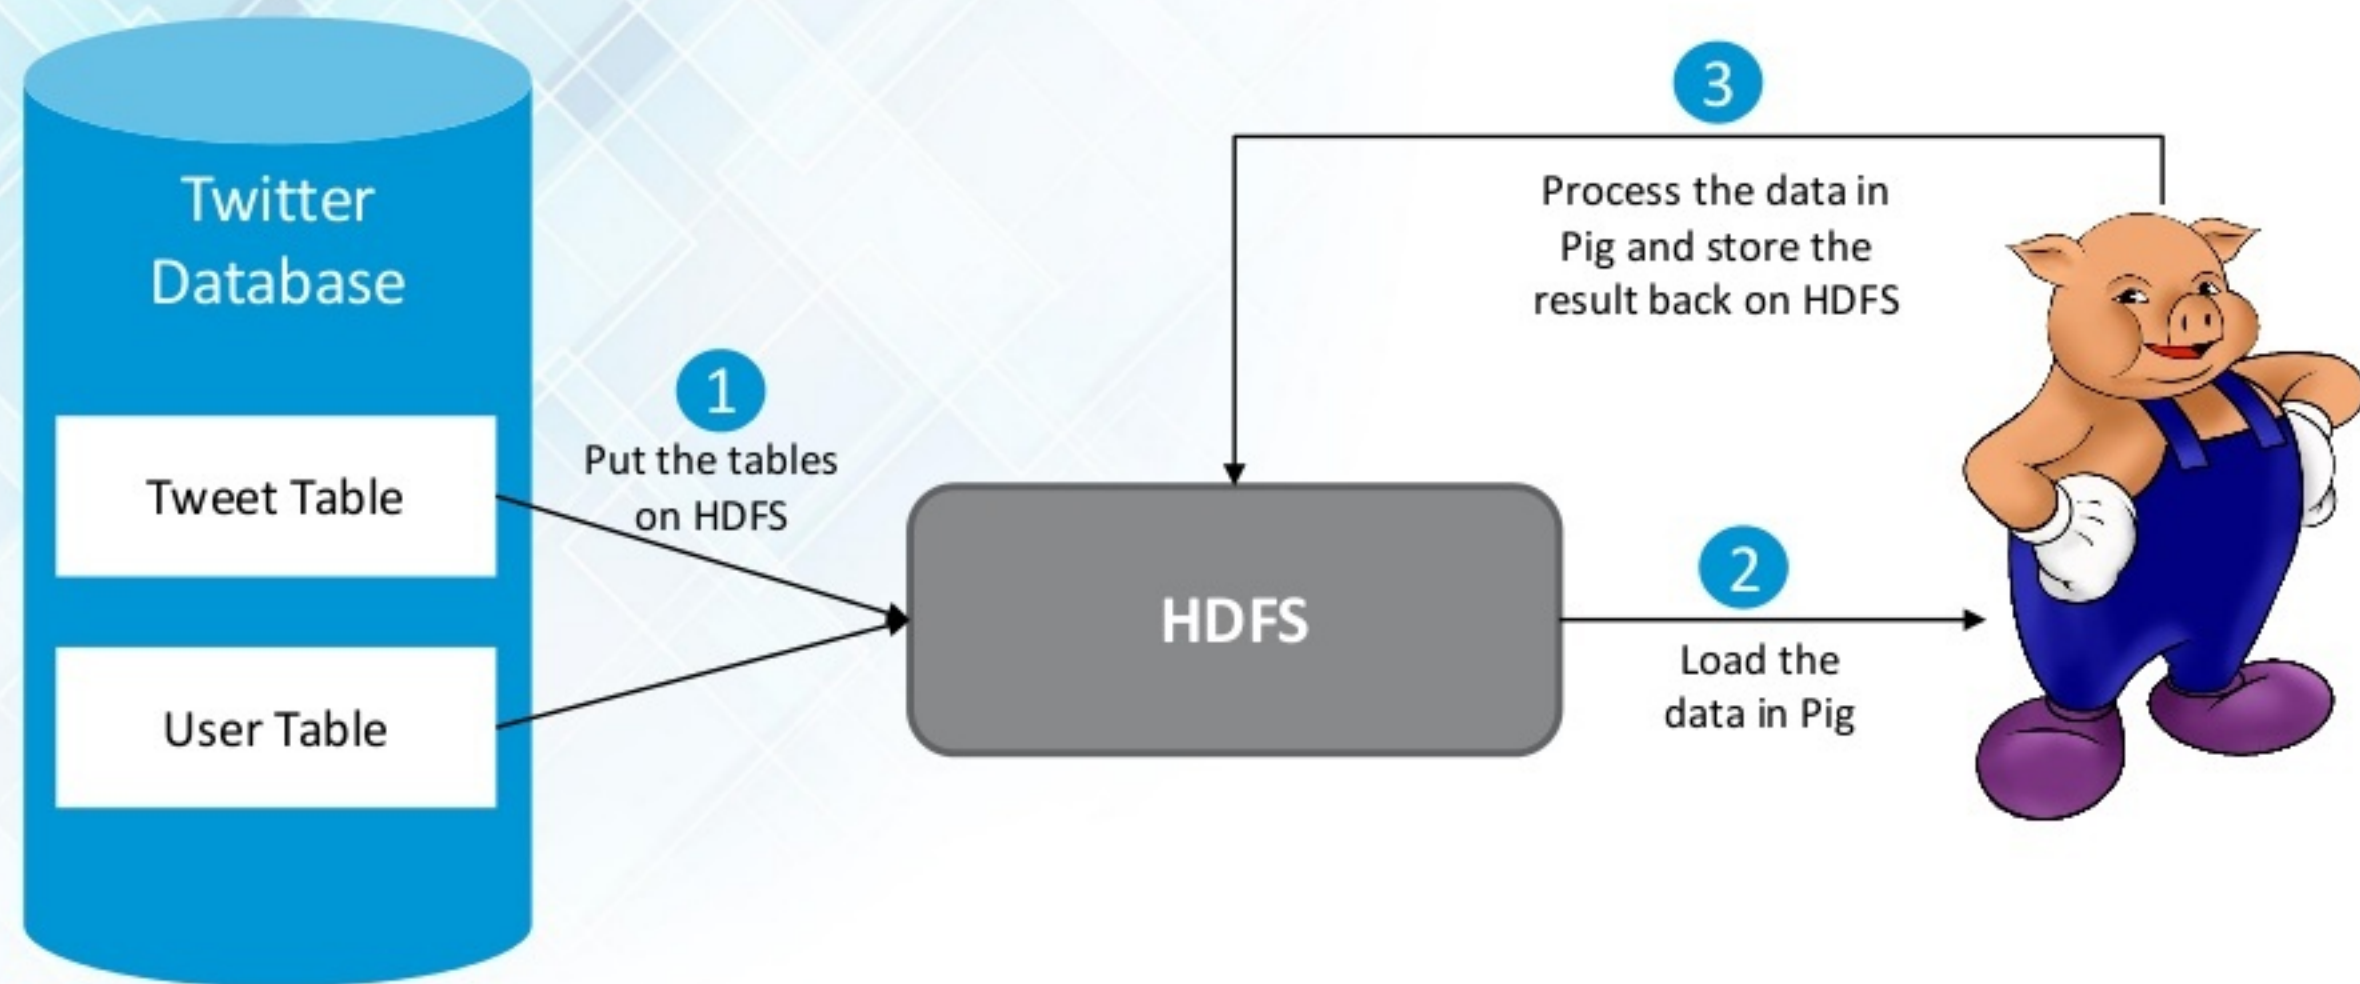 Twitter
Database
Tweet Table
User Table
1
Put the tables
on HDFS
HDFS
2
Load the
data in Pig
3
Process the data in
Pig and store the
result back on HDFS